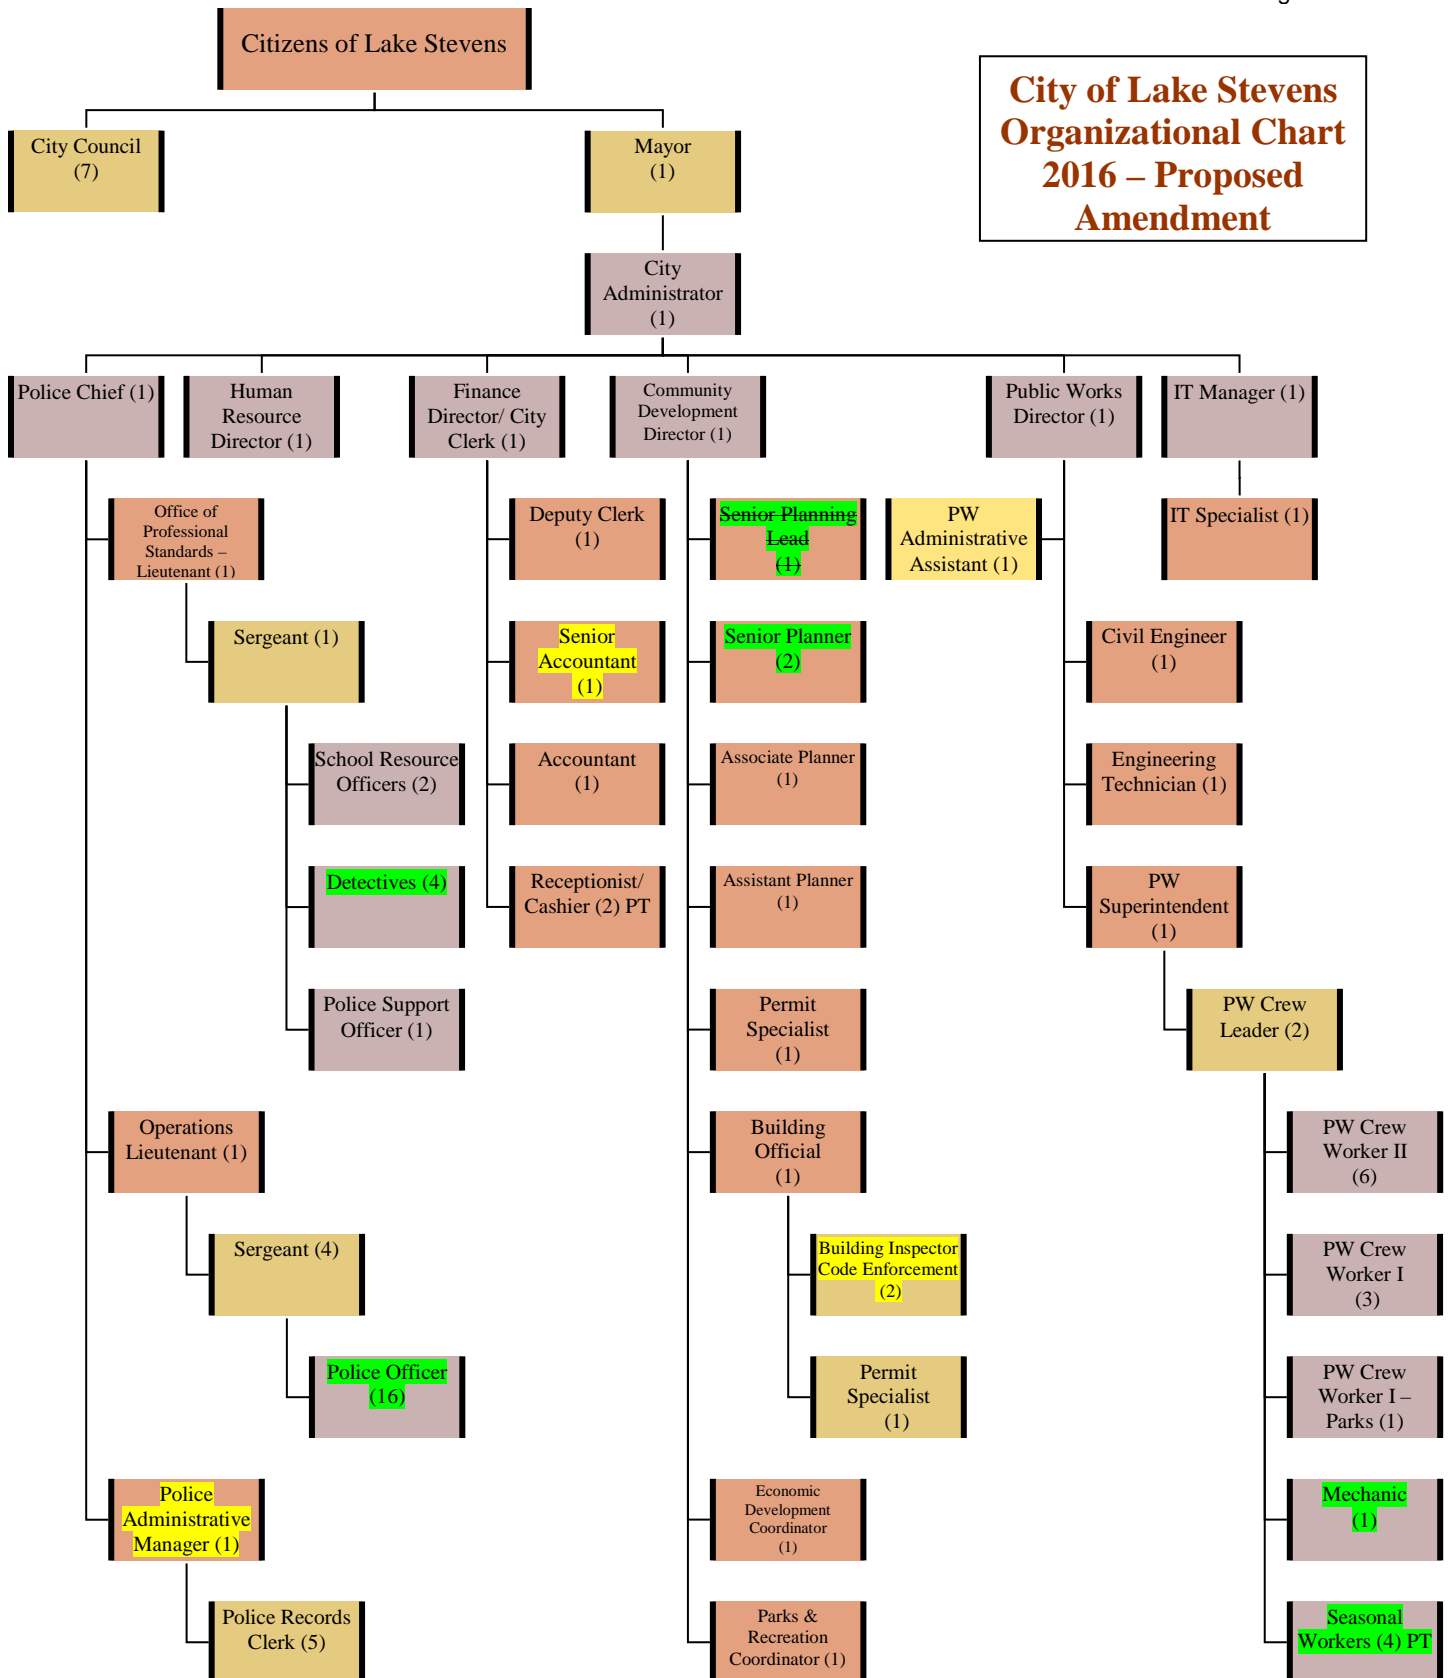 Citizens of Lake Stevens
City of Lake Stevens
Organizational Chart
2016 – Proposed
Amendment
City Council
(7)
Mayor
(1)
City
Administrator
(1)
Police Chief (1)
Human
Resource
Director (1)
Finance
Director/ City
Clerk (1)
Community
Development
Director (1)
Public Works
Director (1)
IT Manager (1)
Office of
Professional
Standards –
Lieutenant (1)
Deputy Clerk
(1)
Senior Planning
Lead
(1)
PW
Administrative
Assistant (1)
IT Specialist (1)
Sergeant (1)
Senior
Accountant
(1)
Senior Planner
(2)
Civil Engineer
(1)
School Resource
Officers (2)
Accountant
(1)
Associate Planner
(1)
Engineering
Technician (1)
Detectives (4)
Receptionist/
Cashier (2) PT
Assistant Planner
(1)
PW
Superintendent
(1)
Police Support
Officer (1)
Permit
Specialist
(1)
PW Crew
Leader (2)
Operations
Lieutenant (1)
Building
Official
(1)
PW Crew
Worker II
(6)
Sergeant (4)
Building Inspector
Code Enforcement
(2)
PW Crew
Worker I
(3)
Police Officer
(16)
Permit
Specialist
(1)
PW Crew
Worker I –
Parks (1)
Police
Administrative
Manager (1)
Economic
Development
Coordinator
(1)
Mechanic
(1)
Police Records
Clerk (5)
Parks &
Recreation
Coordinator (1)
Seasonal
Workers (4) PT